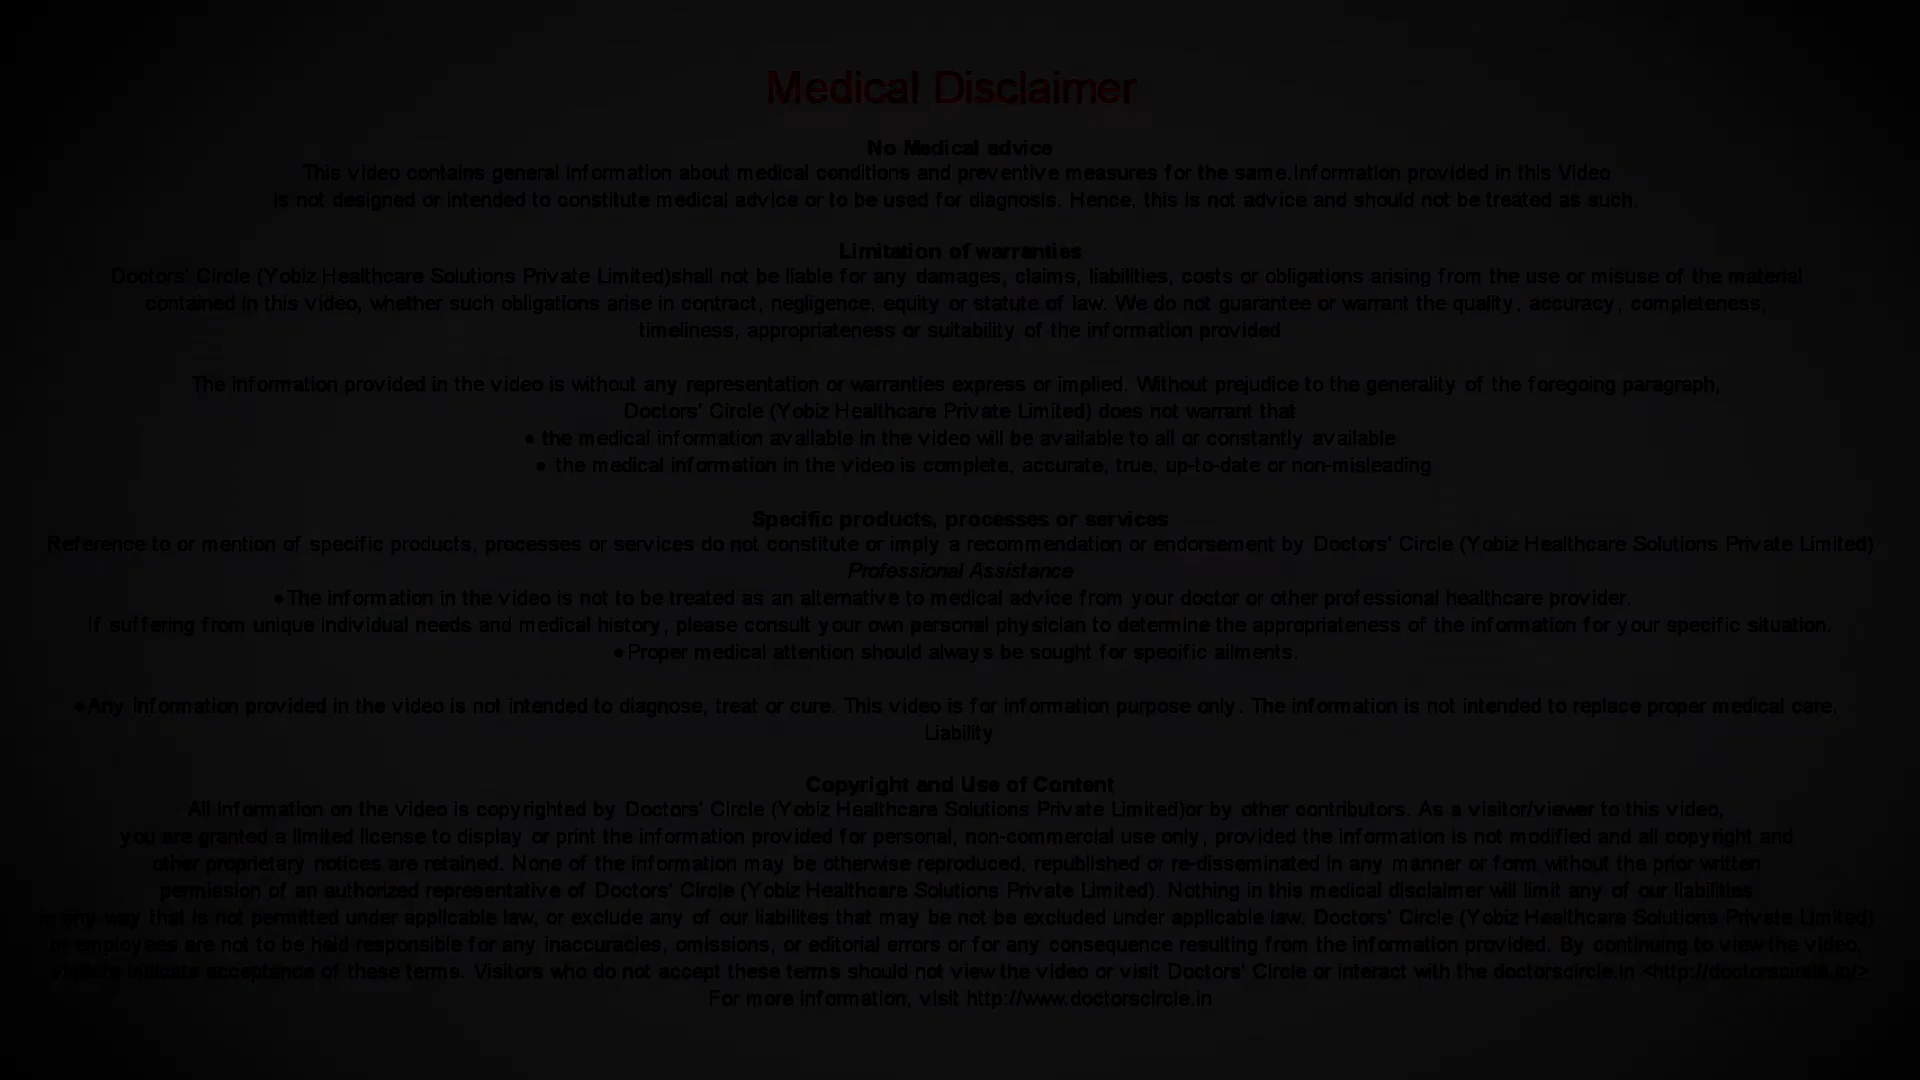 Medical Disclaimer
No Medical advice
This video contains general information about medical conditions and preventive measures for the same.Information provided in this Video
is not designed or intended to constitute medical advice or to be used for diagnosis. Hence, this is not advice and should not be treated as such.
Limitation of warranties
Doctors' Circle (Yobiz Healthcare Solutions Private Limited)shall not be liable for any damages, claims, liabilities, costs or obligations arising from the use or misuse of the material
contained in this video, whether such obligations arise in contract, negligence, equity or statute of law. We do not guarantee or warrant the quality, accuracy, completeness,
timeliness, appropriateness or suitability of the information provided
The information provided in the video is without any representation or warranties express or implied. Without prejudice to the generality of the foregoing paragraph,
Doctors' Circle (Yobiz Healthcare Private Limited) does not warrant that
• the medical information available in the video will be available to all or constantly available
• the medical information in the video is complete, accurate, true, up-to-date or non-misleading
Specific products, processes or services
Reference to or mention of specific products, processes or services do not constitute or imply a recommendation or endorsement by Doctors' Circle (Yobiz Healthcare Solutions Private Limited)
Professional Assistance
•The information in the video is not to be treated as an alternative to medical advice from your doctor or other professional healthcare provider.
If suffering from unique individual needs and medical history, please consult your own personal physician to determine the appropriateness of the information for your specific situation.
•Proper medical attention should always be sought for specific ailments.
•Any information provided in the video is not intended to diagnose, treat or cure. This video is for information purpose only. The information is not intended to replace proper medical care.
Liability
Copyright and Use of Content
All information on the video is copyrighted by Doctors' Circle (Yobiz Healthcare Solutions Private Limited)or by other contributors. As a visitor/viewer to this video,
you are granted a limited license to display or print the information provided for personal, non-commercial use only, provided the information is not modified and all copyright and
other proprietary notices are retained. None of the information may be otherwise reproduced, republished or re-disseminated in any manner or form without the prior written
permission of an authorized representative of Doctors' Circle (Yobiz Healthcare Solutions Private Limited). Nothing in this medical disclaimer will limit any of our liabilities
in any way that is not permitted under applicable law, or exclude any of our liabilites that may be not be excluded under applicable law. Doctors' Circle (Yobiz Healthcare Solutions Private Limited)
or employees are not to be held responsible for any inaccuracies, omissions, or editorial errors or for any consequence resulting from the information provided. By continuing to view the video,
visitors indicate acceptance of these terms. Visitors who do not accept these terms should not view the video or visit Doctors' Circle or interact with the doctorscircle.in <http://doctorscircle.in/>
For more information, visit http://www.doctorscircle.in